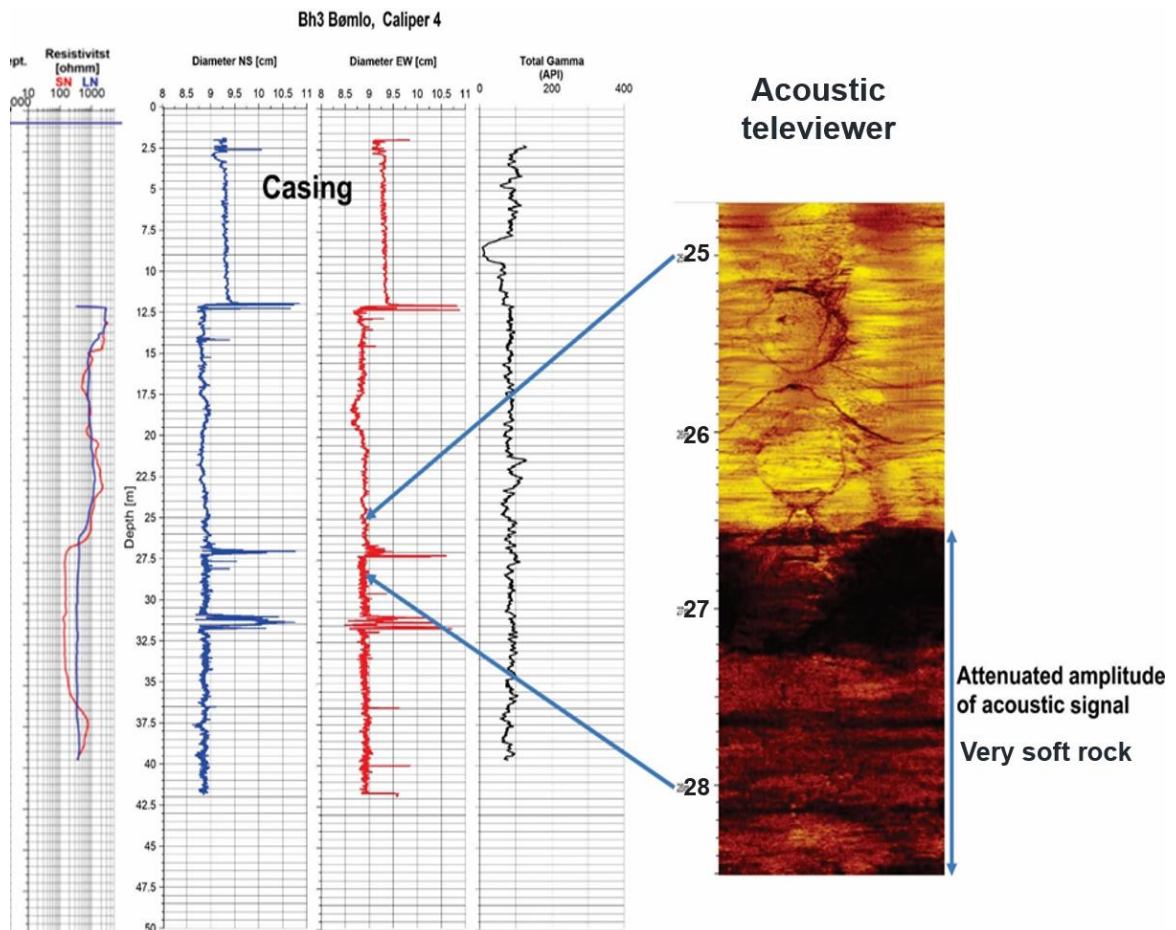 Bh3 Bømlo, Caliper 4
ept.
000
Resistivitst
[ohmm]
SN LN
10 100 1000
Diameter NS [cm]
8 8.5 9 9.5 10 10.5 11
Diameter EW [cm]
8 8.5 9 9.5 10 10.5 11
Total Gamma
(API)
0 200 400
Depth [m]
0
2.5
5
7.5
10
12.5
15
17.5
20
22.5
25
27.5
30
32.5
35
37.5
40
42.5
45
47.5
50
Casing
Acoustic
televiewer
25
26
27
28
Attenuated amplitude
of acoustic signal
Very soft rock